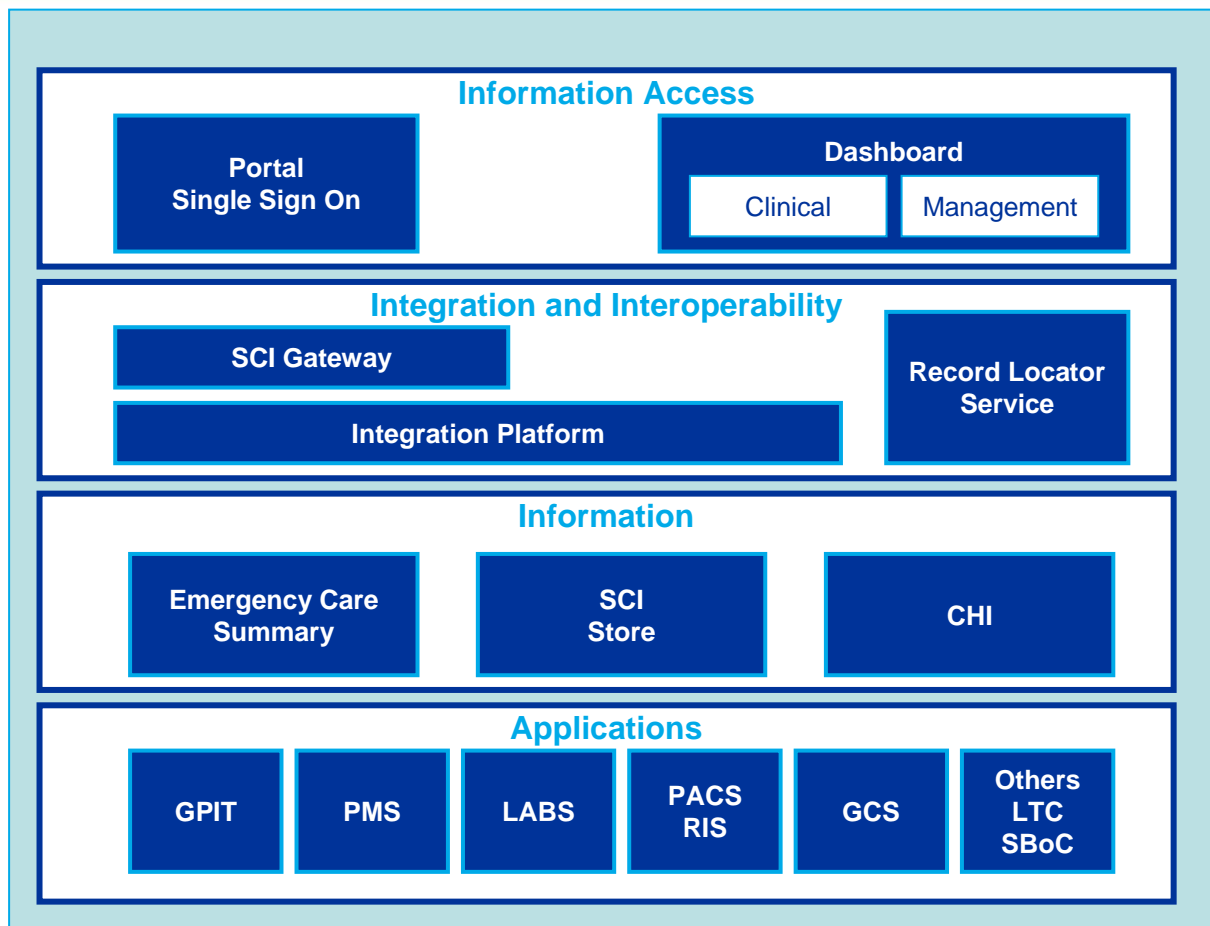 Information Access
Portal
Single Sign On
Dashboard
Clinical
Management
Integration and Interoperability
SCI Gateway
Integration Platform
Record Locator
Service
Information
Emergency Care
Summary
SCI
Store
CHI
Applications
GPIT
PMS
LABS
PACS
RIS
GCS
Others
LTC
SBoC